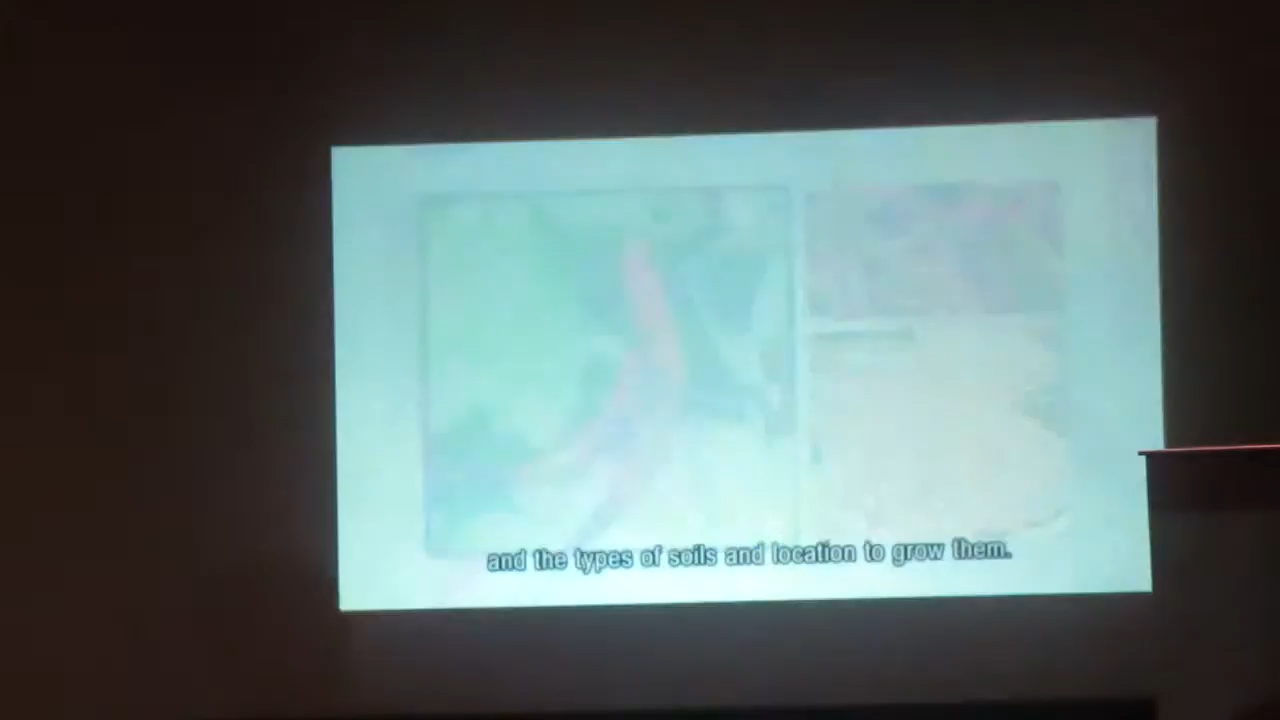 and the types of soils and location to grow them.